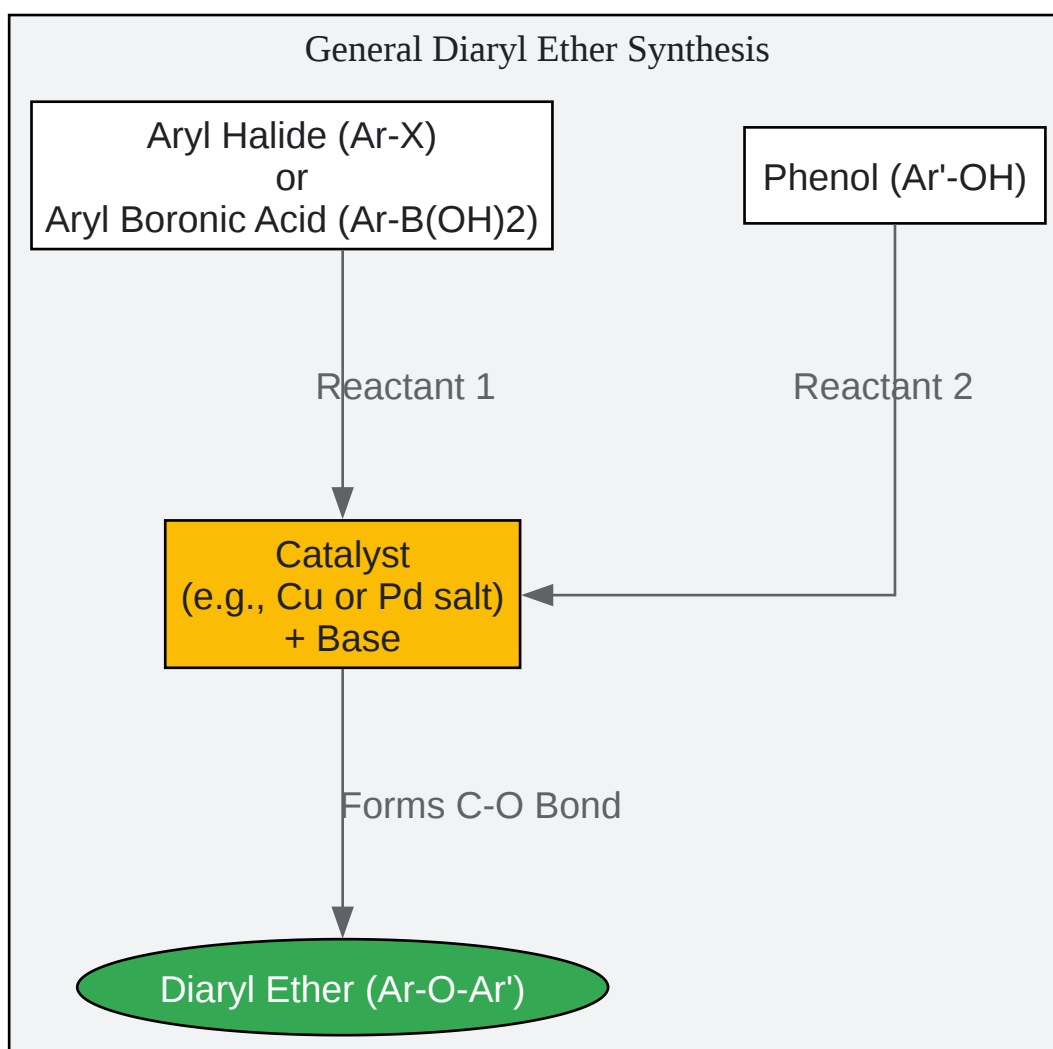 General Diaryl Ether Synthesis
Aryl Halide (Ar-X)
or
Aryl Boronic Acid (Ar-B(OH)2)
Phenol (Ar'-OH)
Reactant 1
Reactant 2
Catalyst
(e.g., Cu or Pd salt)
+ Base
Forms C-O Bond
Diaryl Ether (Ar-O-Ar')